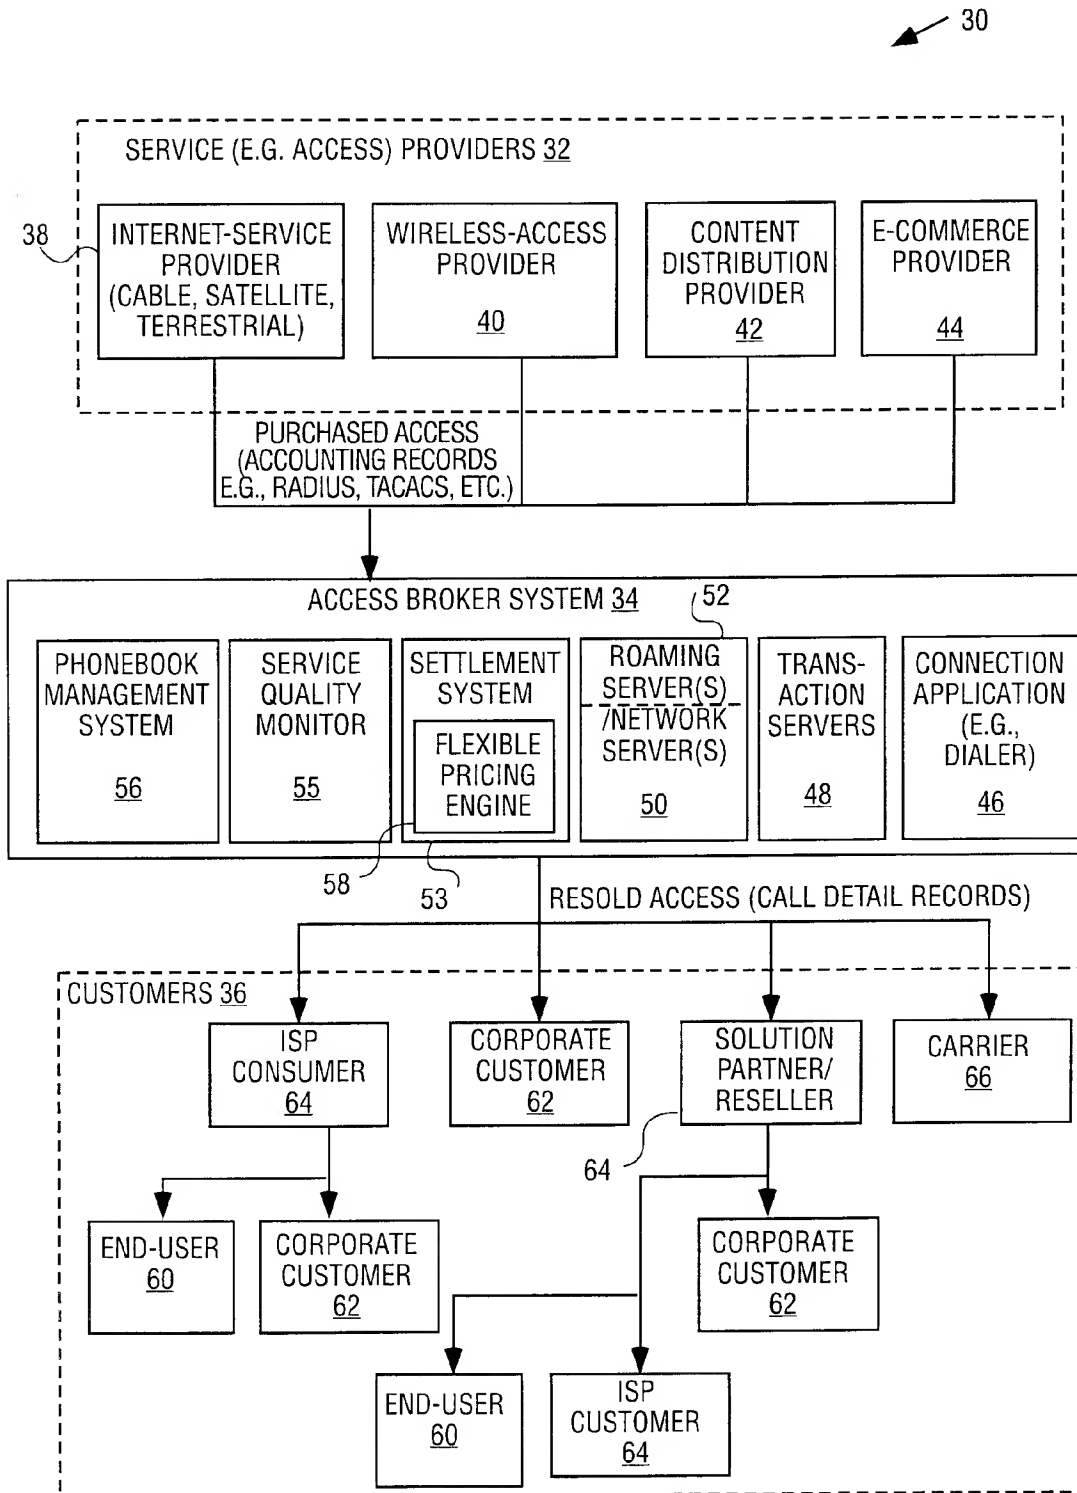 30
SERVICE (E.G. ACCESS) PROVIDERS 32
38
INTERNET-SERVICE
PROVIDER
(CABLE, SATELLITE,
TERRESTRIAL)
WIRELESS-ACCESS
PROVIDER
40
CONTENT
DISTRIBUTION
PROVIDER
42
E-COMMERCE
PROVIDER
44
PURCHASED ACCESS
(ACCOUNTING RECORDS
E.G., RADIUS, TACACS, ETC.)
ACCESS BROKER SYSTEM 34
52
PHONEBOOK
MANAGEMENT
SYSTEM
56
SERVICE
QUALITY
MONITOR
55
SETTLEMENT
SYSTEM
FLEXIBLE
PRICING
ENGINE
58
53
ROAMING
SERVER(S)
/NETWORK
SERVER(S)
50
TRANS-
ACTION
SERVERS
48
CONNECTION
APPLICATION
(E.G.,
DIALER)
46
RESOLD ACCESS (CALL DETAIL RECORDS)
CUSTOMERS 36
ISP
CONSUMER
64
CORPORATE
CUSTOMER
62
SOLUTION
PARTNER/
RESELLER
64
CARRIER
66
END-USER
60
CORPORATE
CUSTOMER
62
CORPORATE
CUSTOMER
62
END-USER
60
ISP
CUSTOMER
64